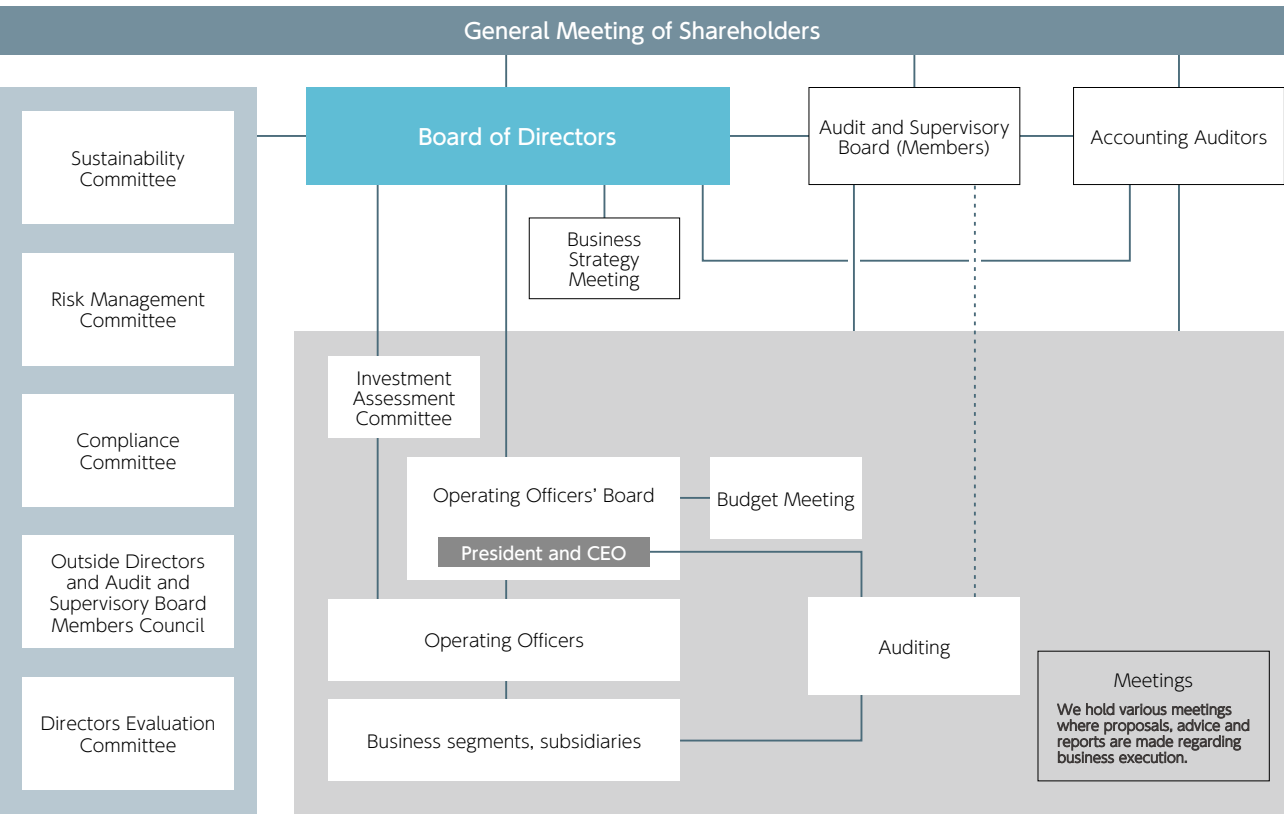 General Meeting of Shareholders
Board of Directors
Audit and Supervisory
Board (Members)
Accounting Auditors
Sustainability
Committee
Risk Management
Committee
Compliance
Committee
Outside Directors
and Audit and
Supervisory Board
Members Council
Directors Evaluation
Committee
Business
Strategy
Meeting
Investment
Assessment
Committee
Operating Officers’ Board
President and CEO
Budget Meeting
Operating Officers
Business segments, subsidiaries
Auditing
Meetings
We hold various meetings
where proposals, advice and
reports are made regarding
business execution.